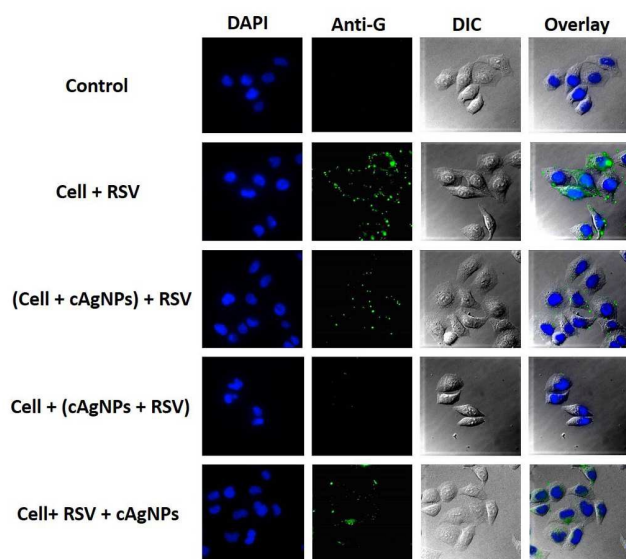 DAPI Anti-G DIC Overlay
Control
Cell + RSV
(Cell + cAgNPs) + RSV
Cell + (cAgNPs + RSV)
Cell+ RSV + cAgNPs